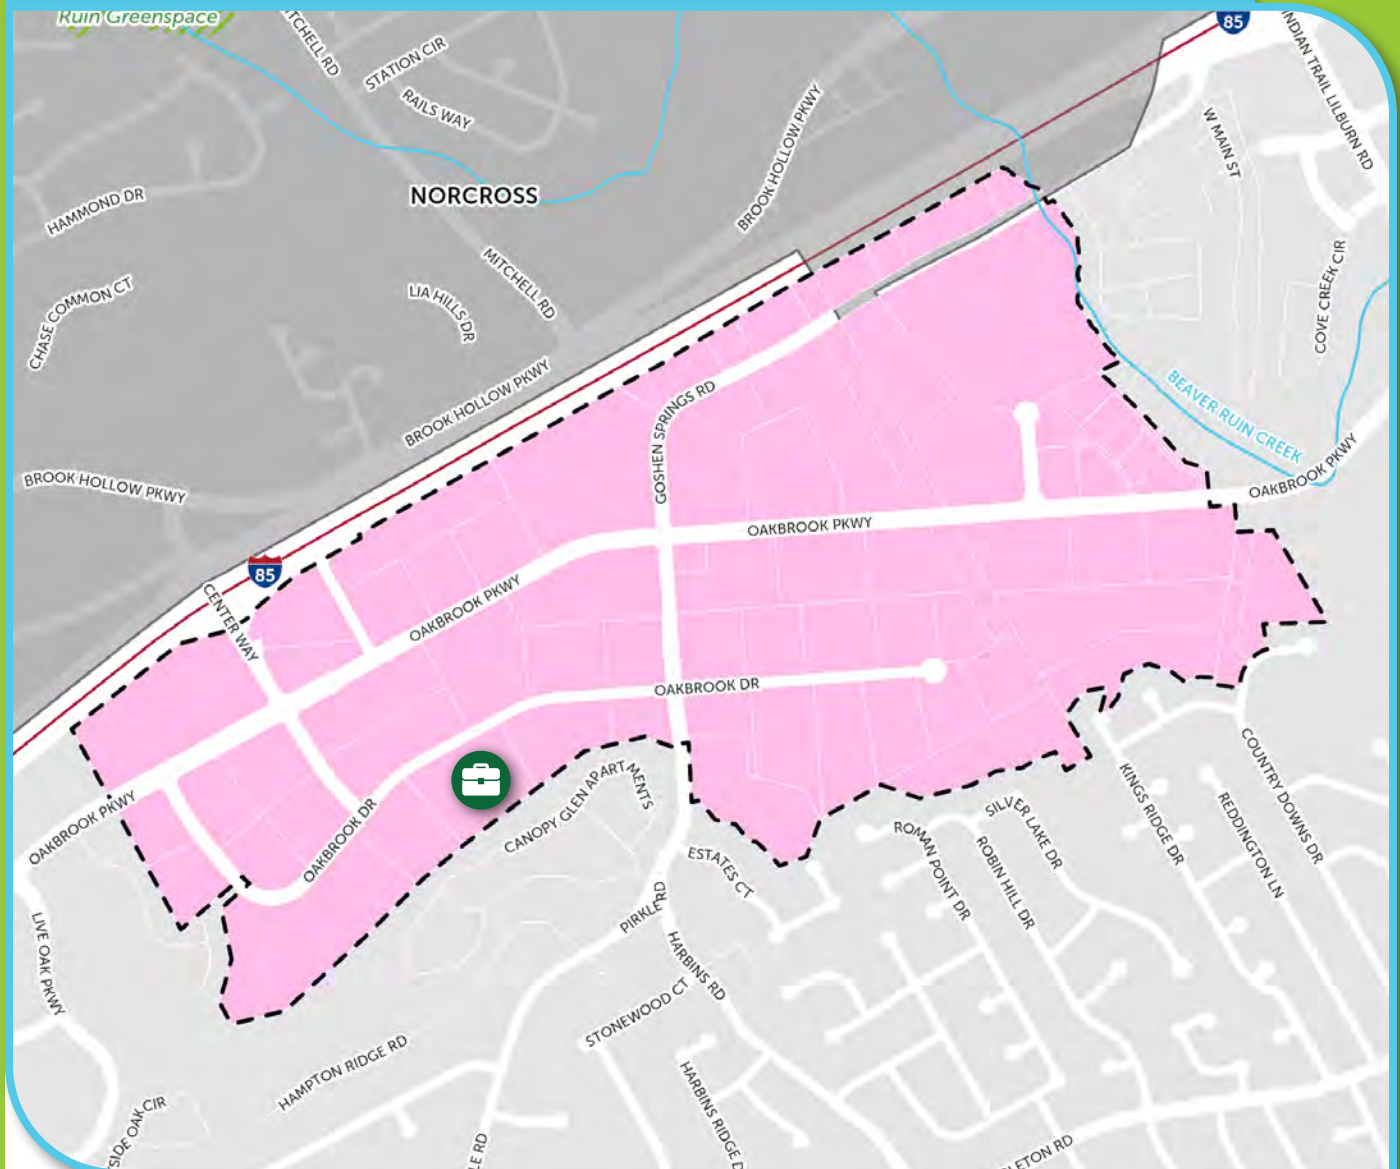 Ruin Greenspace
85
MITCHELL RD
STATION CIR
RAILS WAY
INDIAN TRAIL LILBURN RD
W MAIN ST
BROOK HOLLOW PKWY
HAMMOND DR
NORCROSS
MITCHELL RD
CHASE COMMON CT
LIA HILLS DR
COVE CREEK CIR
BROOK HOLLOW PKWY
GOSHEN SPRINGS RD
BEAVER RUIN CREEK
BROOK HOLLOW PKWY
OAKBROOK PKWY
OAKBROOK PKWY
85
CENTER WAY
OAKBROOK PKWY
OAKBROOK DR
OAKBROOK PKWY
OAKBROOK DR
CANOPY GLEN APARTMENTS
COUNTRY DOWNS DR
KINGS RIDGE DR
REDDINGTON LN
SILVER LAKE DR
ROMAN POINT DR
ROBIN HILL DR
ESTATES CT
PIRKLE RD
LIVE OAK PKWY
HARBINS RD
STONEWOOD CT
HAMPTON RIDGE RD
HARBINS RIDGE D
SIDE OAK CIR
LE RD
LETON RD